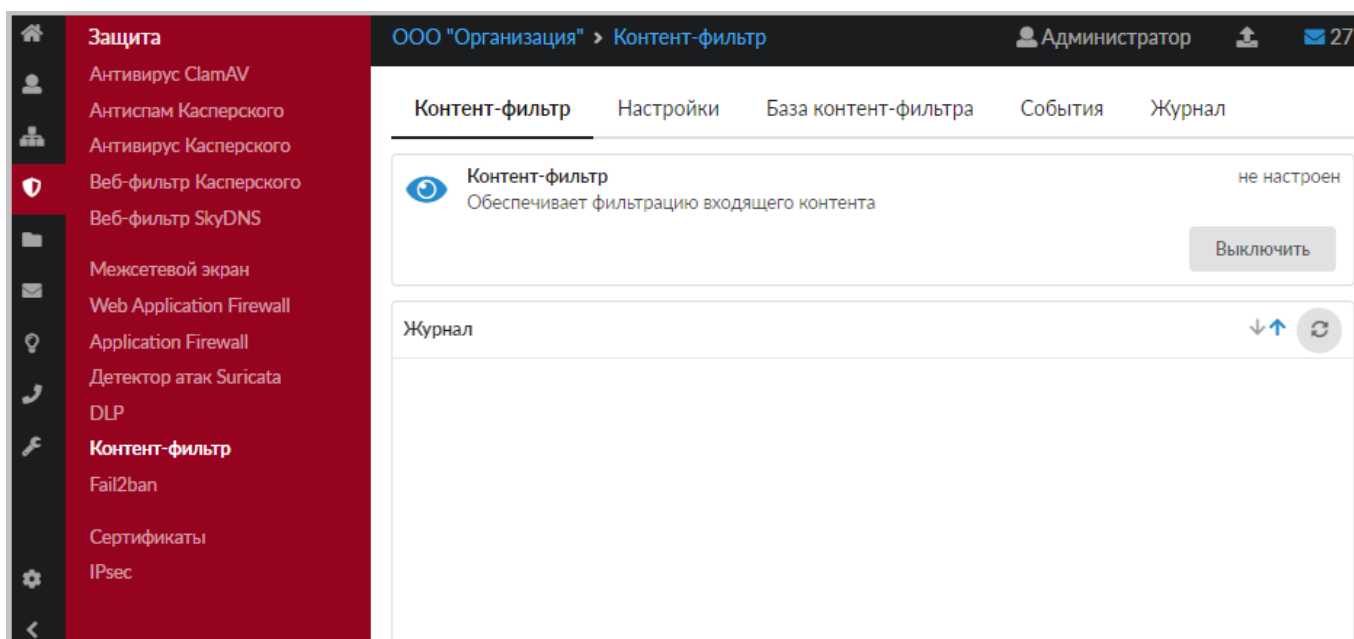 Защита
Антивирус ClamAV
Антиспам Касперского
Антивирус Касперского
Веб-фильтр Касперского
Веб-фильтр SkyDNS
Межсетевой экран
Web Application Firewall
Application Firewall
Детектор атак Suricata
DLP
Контент-фильтр
Fail2ban
Сертификаты
IPsec
ООО "Организация" > Контент-фильтр Администратор 27
Контент-фильтр Настройки База контент-фильтра События Журнал
Контент-фильтр не настроен
Обеспечивает фильтрацию входящего контента
Выключить
Журнал